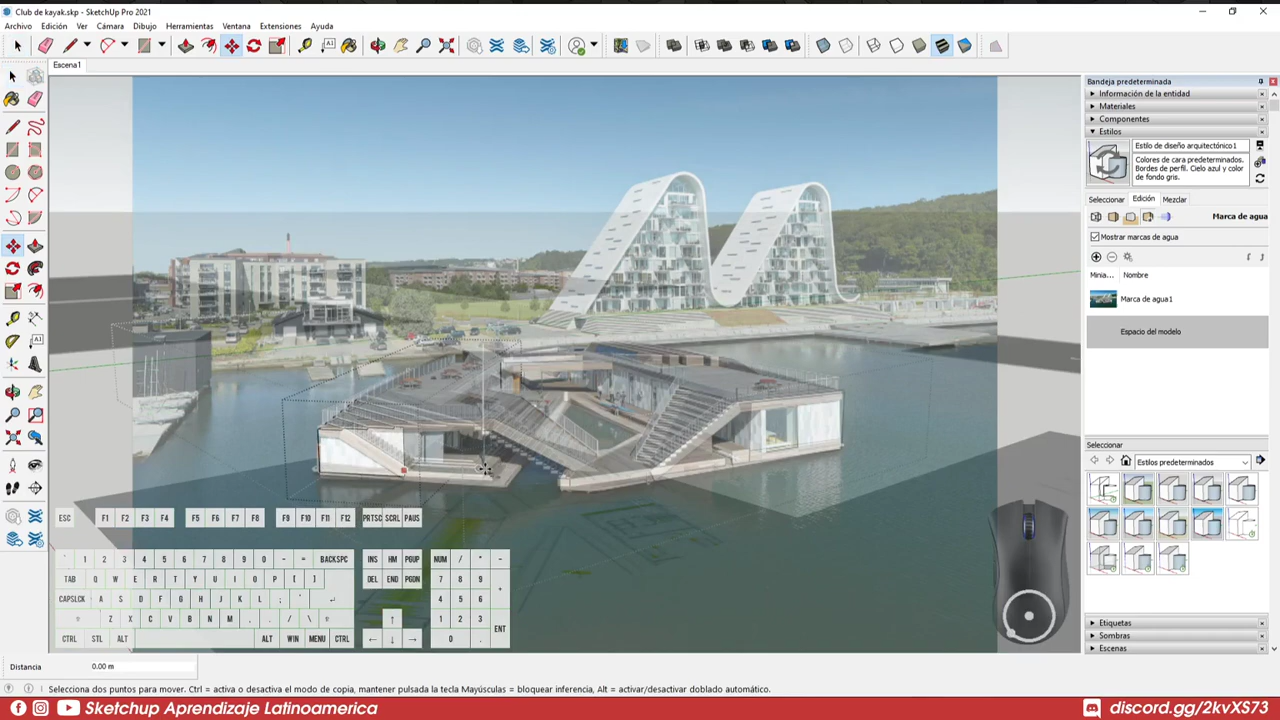 Club de kayak.skp - SketchUp Pro 2021
Archivo Edición Ver Cámara Dibujo Herramientas Ventana Extensiones Ayuda
Escena1
Bandeja predeterminada
Información de la entidad
Materiales
Componentes
Estilos
Estilo de diseño arquitectónico1
Colores de cara predeterminados.
Bordes de perfil. Cielo azul y color
de fondo gris.
Seleccionar Edición Mezclar
Marca de agua
Mostrar marcas de agua
Minia... Nombre
Marca de agua1
Espacio del modelo
Seleccionar
Estilos predeterminados
Etiquetas
Sombras
Escenas
ESC F1 F2 F3 F4 F5 F6 F7 F8 F9 F10 F11 F12 PRTSC SCRL PAUS
` 1 2 3 4 5 6 7 8 9 0 - = BACKSPC INS HM PGUP NUM / * -
TAB Q W E R T Y U I O P [ ] DEL END PGDN 7 8 9 +
CAPSLCK A S D F G H J K L ; ' 4 5 6
Z X C V B N M , . / \ 1 2 3
CTRL STL ALT ALT WIN MENU CTRL 0 . ENT
Distancia 0.00 m
Selecciona dos puntos para mover. Ctrl = activa o desactiva el modo de copia, mantener pulsada la tecla Mayúsculas = bloquear inferencia, Alt = activar/desactivar doblado automático.
Sketchup Aprendizaje Latinoamerica
discord.gg/2kvXS73